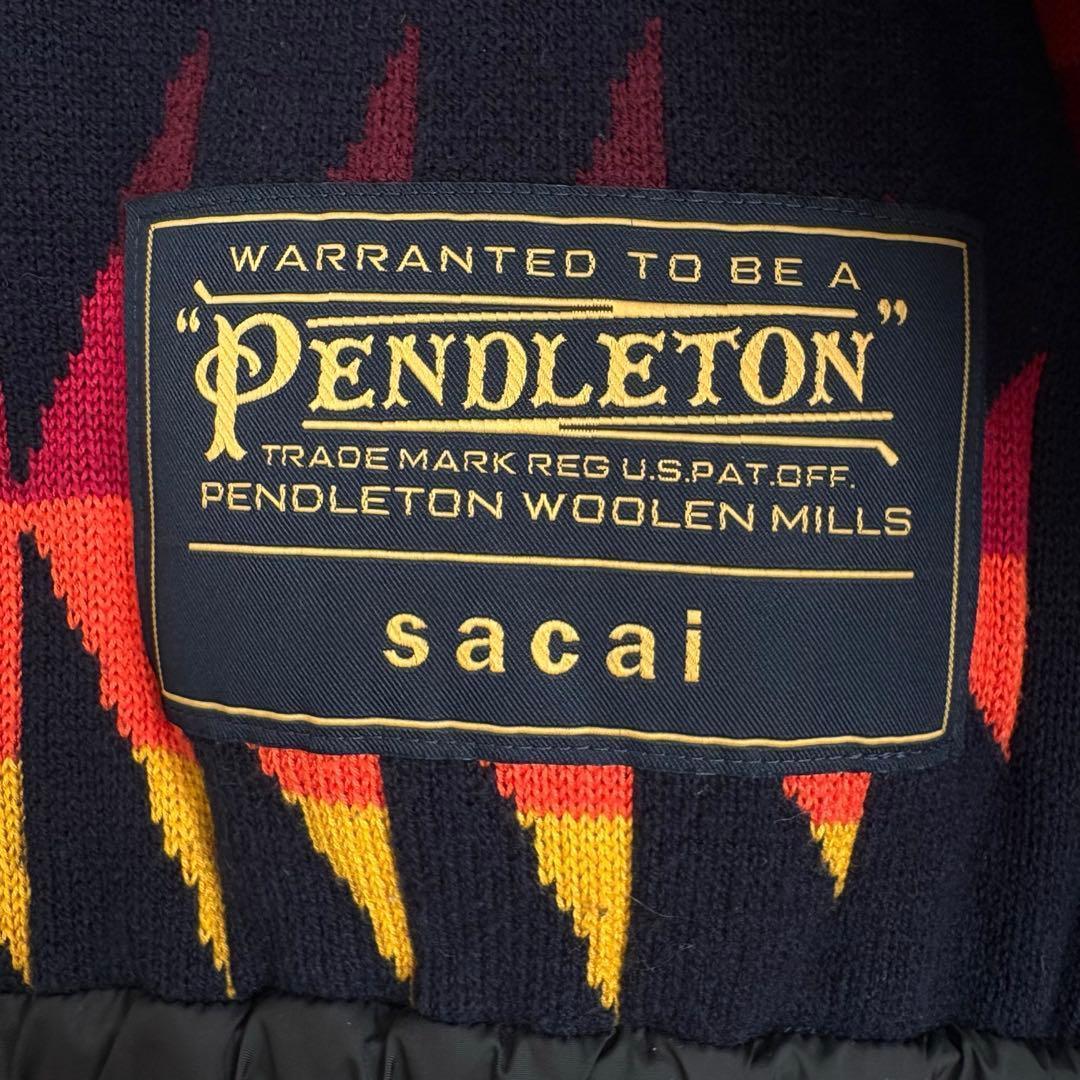 WARRANTED TO BE A
"PENDLETON"
TRADE MARK REG U.S.PAT.OFF.
PENDLETON WOOLEN MILLS
sacai